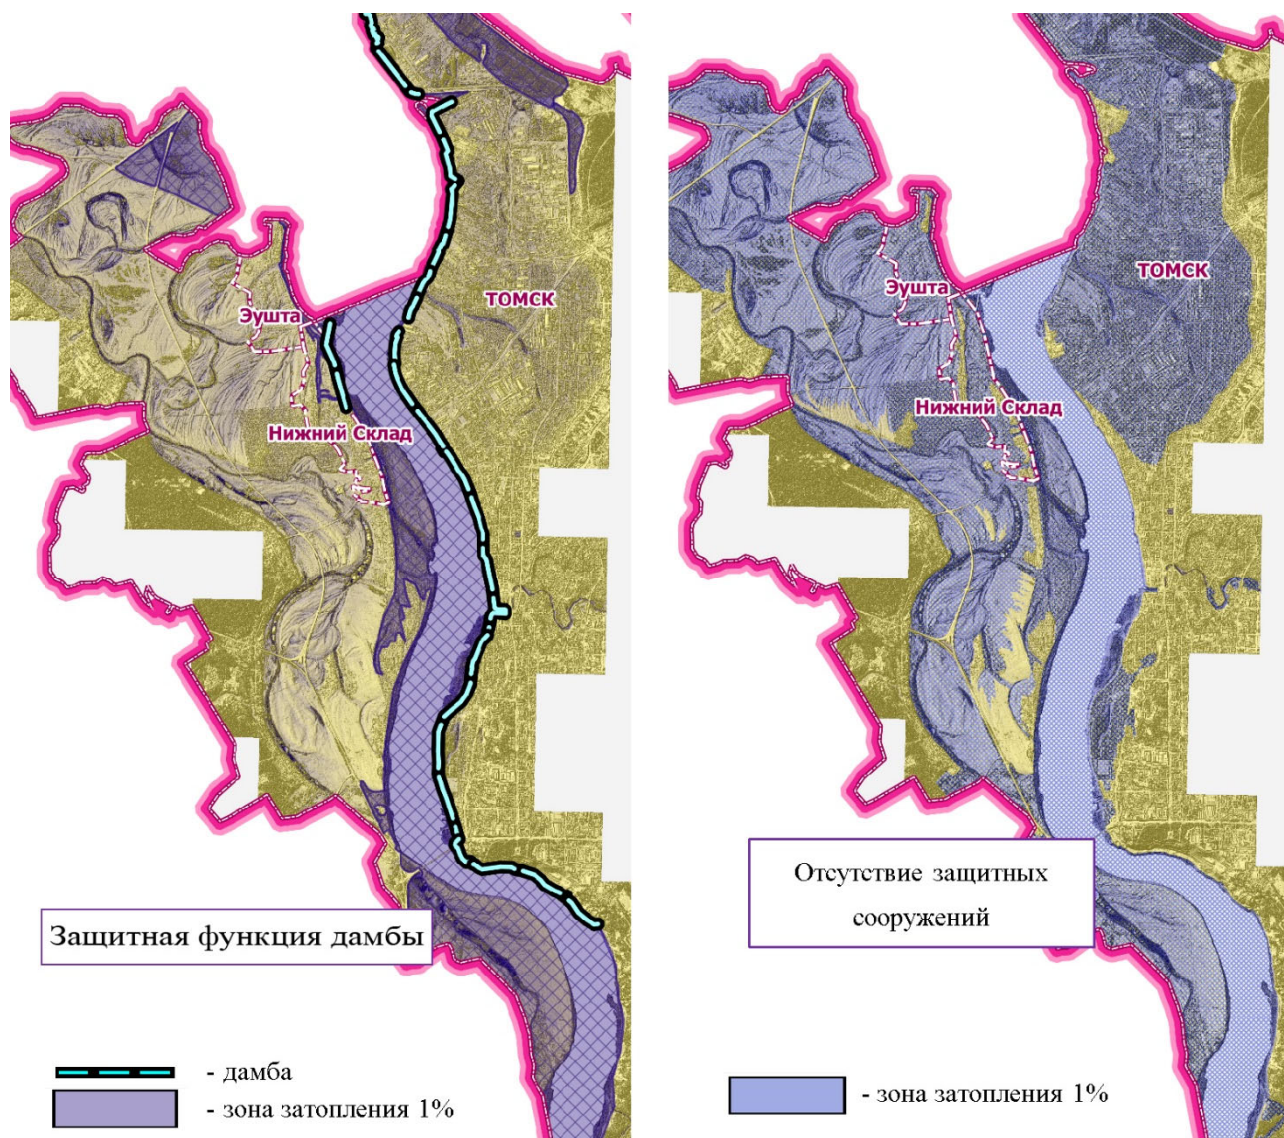 ТОМСК
Эушта
Нижний Склад
Защитная функция дамбы
- дамба
- зона затопления 1%
ТОМСК
Эушта
Нижний Склад
Отсутствие защитных
сооружений
- зона затопления 1%